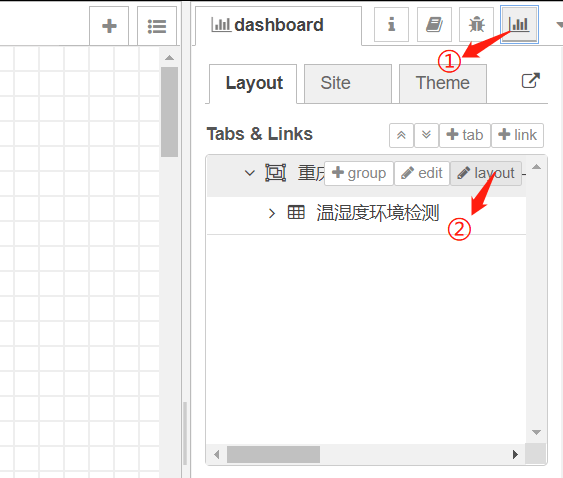 dashboard
①
Layout Site Theme
Tabs & Links tab link
重庆 group edit layout
温湿度环境检测
②